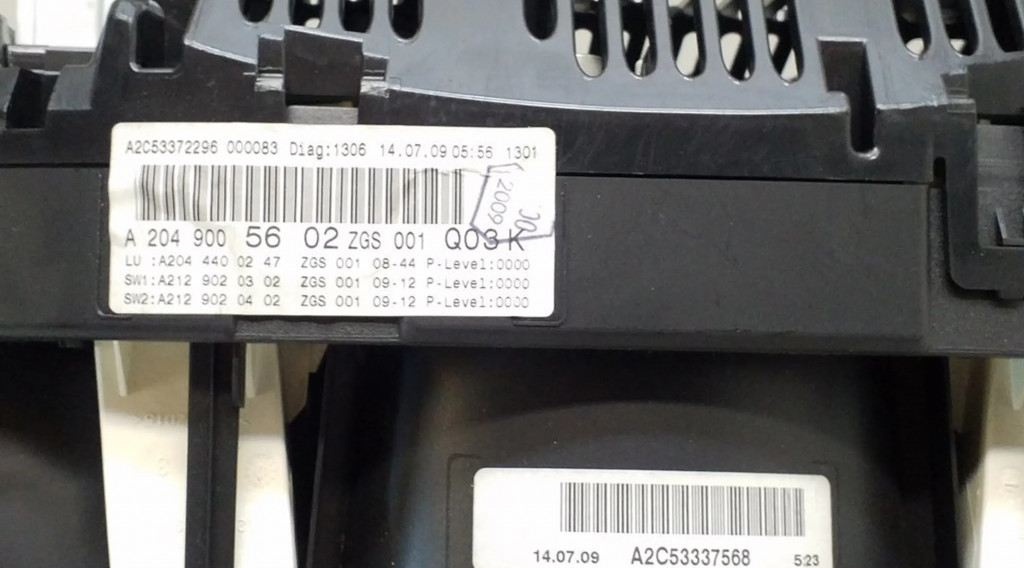 A2C53372296 000083 Diag:1306 14.07.09 05:56 1301
2009
A 204 900 56 02 ZGS 001 Q03 K
LU :A204 440 02 47 ZGS 001 08-44 P-Level:0000
SW1:A212 902 03 02 ZGS 001 09-12 P-Level:0000
SW2:A212 902 04 02 ZGS 001 09-12 P-Level:0000
14.07.09 A2C53337568 5:23